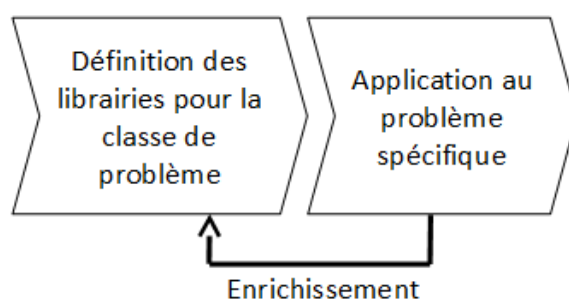 Définition des
librairies pour la
classe de
problème
Application au
problème
spécifique
Enrichissement